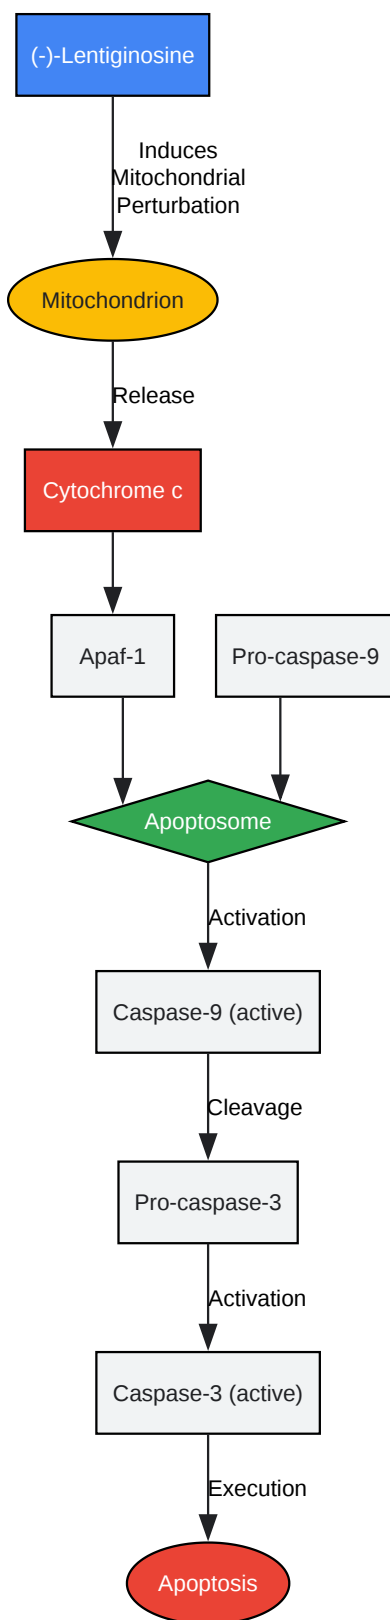 (-)-Lentiginosine
Induces
Mitochondrial
Perturbation
Mitochondrion
Release
Cytochrome c
Apaf-1
Pro-caspase-9
Apoptosome
Activation
Caspase-9 (active)
Cleavage
Pro-caspase-3
Activation
Caspase-3 (active)
Execution
Apoptosis